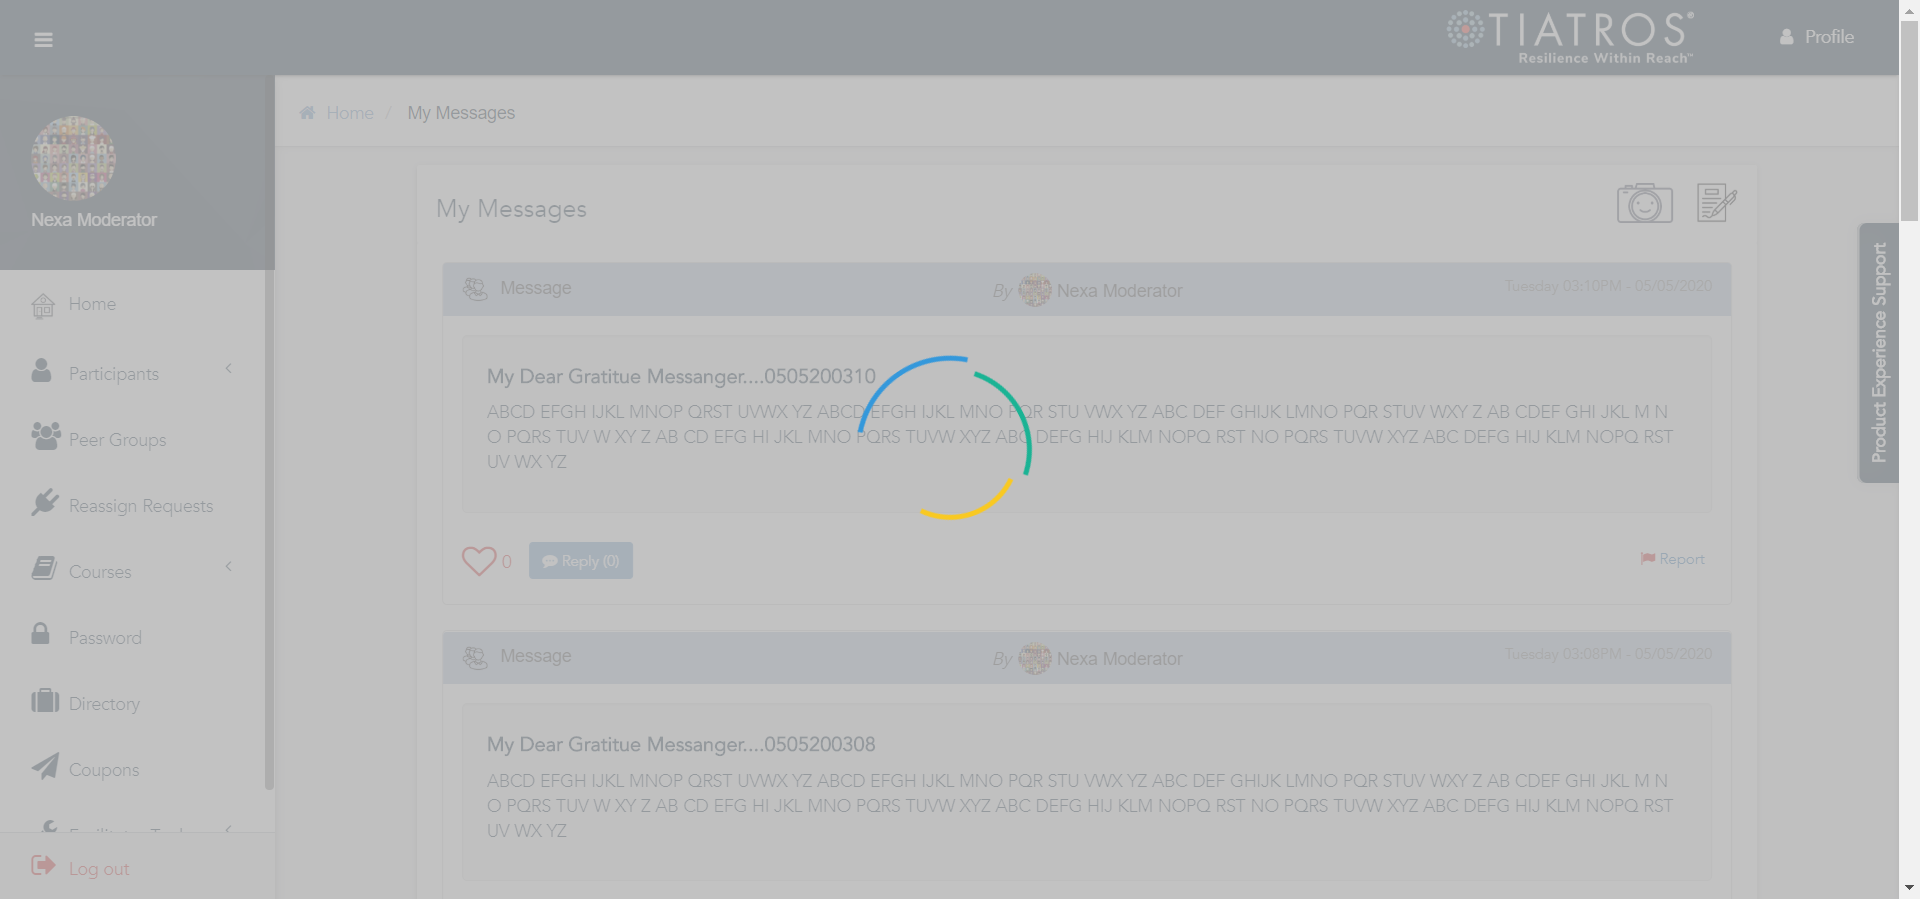 TIATROS®
Resilience Within Reach™
Profile
Home / My Messages
Nexa Moderator
Home
Participants
Peer Groups
Reassign Requests
Courses
Password
Directory
Coupons
Log out
My Messages
Message By Nexa Moderator Tuesday 03:10PM - 05/05/2020
My Dear Gratitue Messanger....0505200310
ABCD EFGH IJKL MNOP QRST UVWX YZ ABCD EFGH IJKL MNO PQR STU VWX YZ ABC DEF GHIJK LMNO PQR STUV WXY Z AB CDEF GHI JKL M N
O PQRS TUV W XY Z AB CD EFG HI JKL MNO PQRS TUVW XYZ ABC DEFG HIJ KLM NOPQ RST NO PQRS TUVW XYZ ABC DEFG HIJ KLM NOPQ RST
UV WX YZ
0 Reply (0) Report
Message By Nexa Moderator Tuesday 03:08PM - 05/05/2020
My Dear Gratitue Messanger....0505200308
ABCD EFGH IJKL MNOP QRST UVWX YZ ABCD EFGH IJKL MNO PQR STU VWX YZ ABC DEF GHIJK LMNO PQR STUV WXY Z AB CDEF GHI JKL M N
O PQRS TUV W XY Z AB CD EFG HI JKL MNO PQRS TUVW XYZ ABC DEFG HIJ KLM NOPQ RST NO PQRS TUVW XYZ ABC DEFG HIJ KLM NOPQ RST
UV WX YZ
Product Experience Support